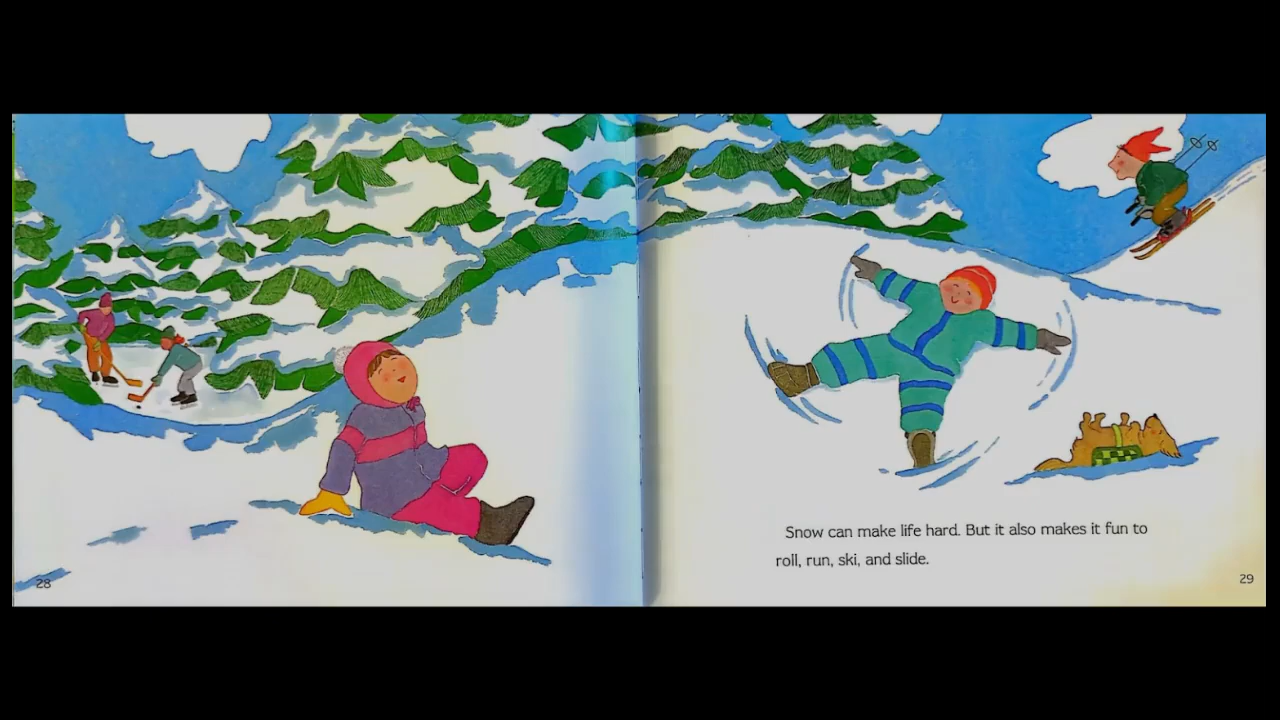 Snow can make life hard. But it also makes it fun to
roll, run, ski, and slide.
28
29